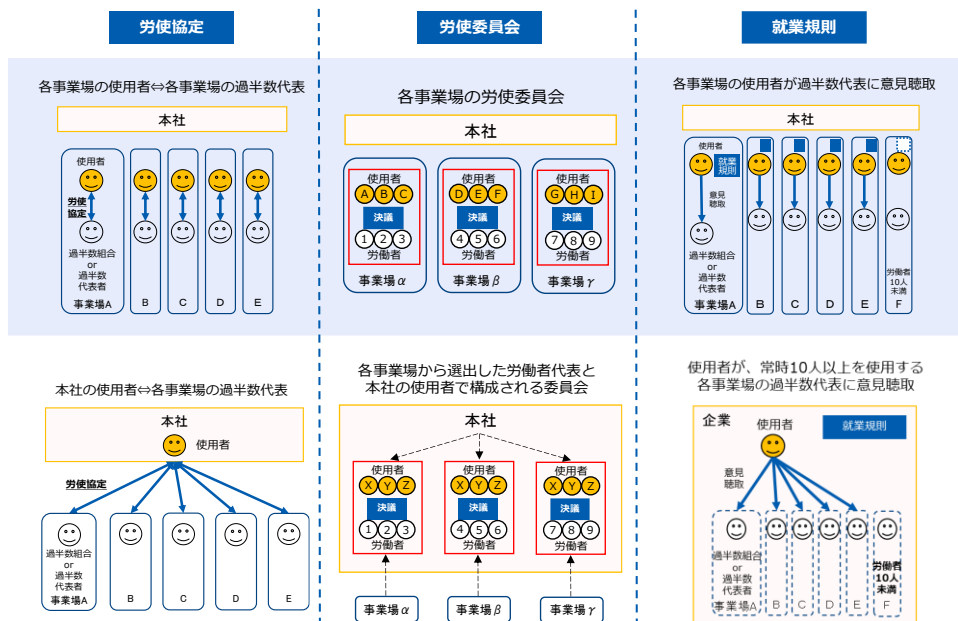 労使協定
労使委員会
就業規則
各事業場の使用者⇔各事業場の過半数代表
本社
使用者
労使
協定
過半数組合
or
過半数
代表者
事業場A
B
C
D
E
各事業場の労使委員会
本社
使用者
A B C
決議
1 2 3
労働者
事業場α
使用者
D E F
決議
4 5 6
労働者
事業場β
使用者
G H I
決議
7 8 9
労働者
事業場γ
各事業場の使用者が過半数代表に意見聴取
本社
使用者
就業
規則
意見
聴取
過半数組合
or
過半数
代表者
事業場A
B
C
D
E
労働者
10人
未満
F
本社の使用者⇔各事業場の過半数代表
本社
使用者
労使協定
過半数組合
or
過半数
代表者
事業場A
B
C
D
E
各事業場から選出した労働者代表と
本社の使用者で構成される委員会
本社
使用者
X Y Z
決議
1 2 3
労働者
使用者
X Y Z
決議
4 5 6
労働者
使用者
X Y Z
決議
7 8 9
労働者
事業場α
事業場β
事業場γ
使用者が、常時10人以上を使用する
各事業場の過半数代表に意見聴取
企業
使用者
就業規則
意見
聴取
過半数組合
or
過半数
代表者
事業場A
B
C
D
E
労働者
10人
未満
F